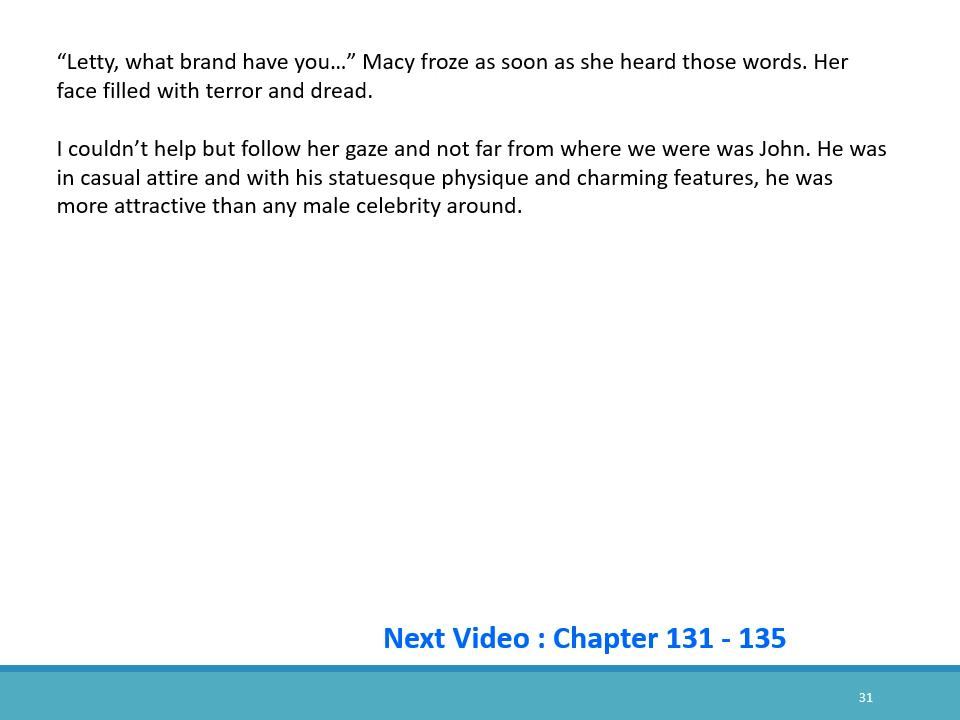 “Letty, what brand have you…” Macy froze as soon as she heard those words. Her
face filled with terror and dread.
I couldn’t help but follow her gaze and not far from where we were was John. He was
in casual attire and with his statuesque physique and charming features, he was
more attractive than any male celebrity around.
Next Video : Chapter 131 - 135
31